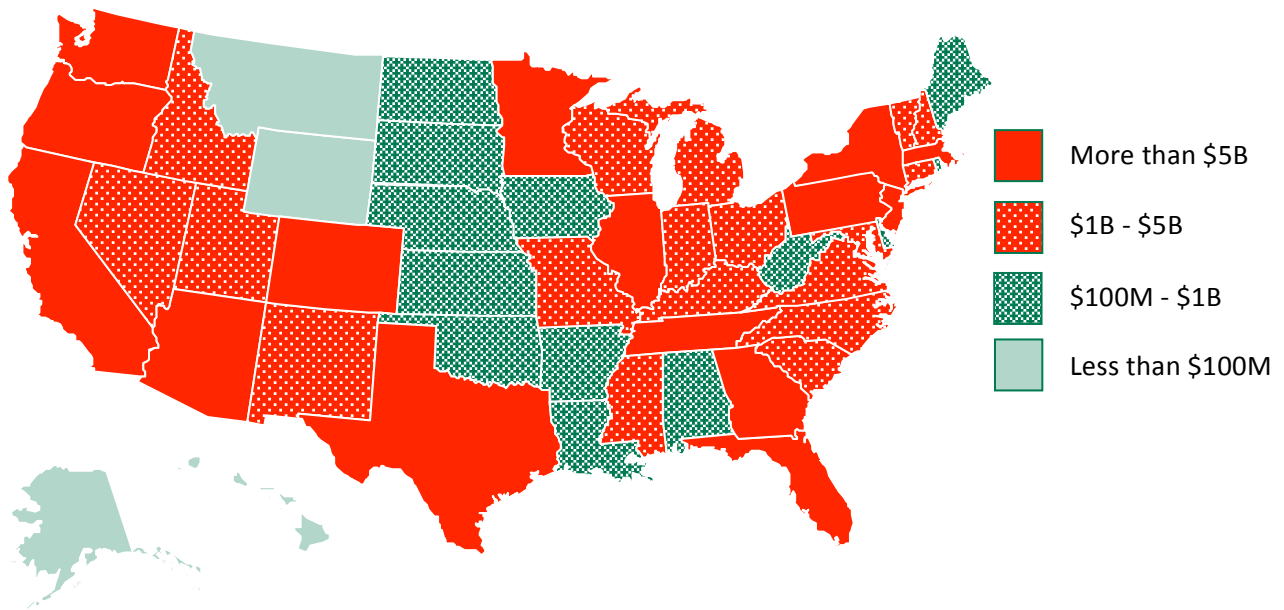 More than $5B
$1B - $5B
$100M - $1B
Less than $100M